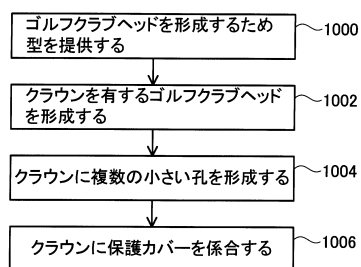 ゴルフクラブヘッドを形成するため
型を提供する
1000
クラウンを有するゴルフクラブヘッド
を形成する
1002
クラウンに複数の小さい孔を形成する
1004
クラウンに保護カバーを係合する
1006